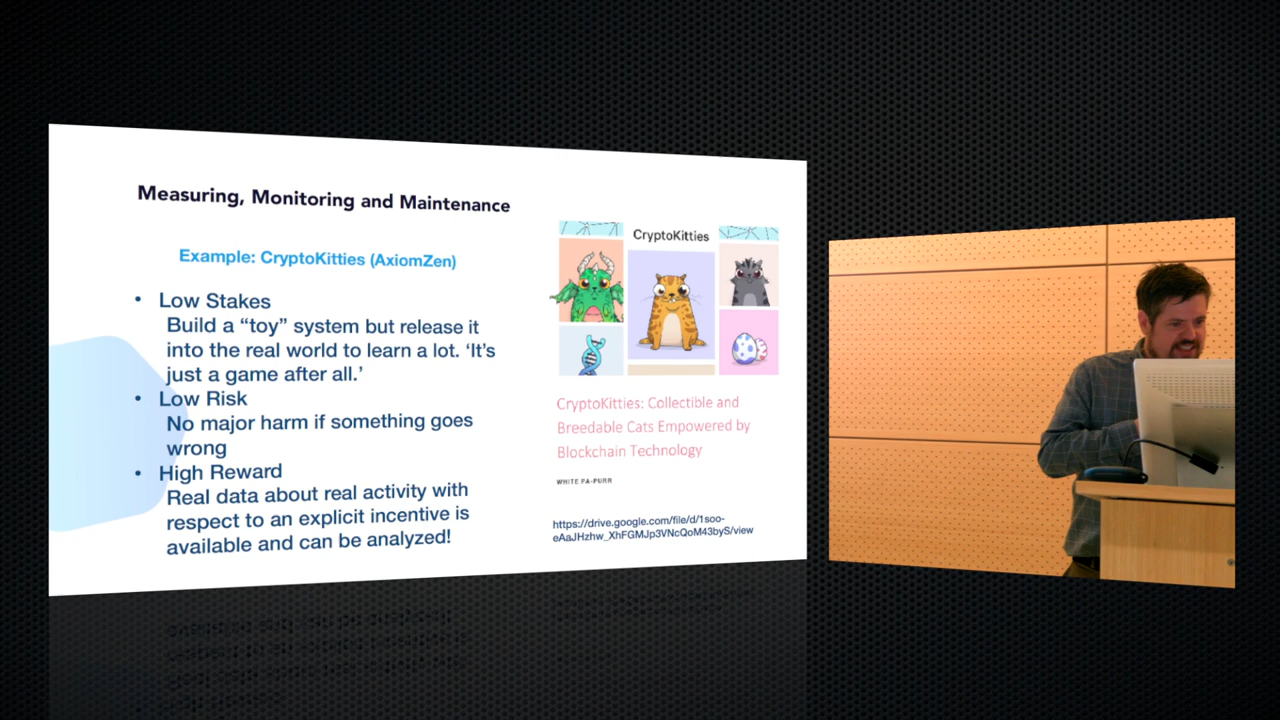 Measuring, Monitoring and Maintenance
Example: CryptoKitties (AxiomZen)
• Low Stakes
Build a “toy” system but release it
into the real world to learn a lot. ‘It’s
just a game after all.’
• Low Risk
No major harm if something goes
wrong
• High Reward
Real data about real activity with
respect to an explicit incentive is
available and can be analyzed!
CryptoKitties
CryptoKitties: Collectible and
Breedable Cats Empowered by
Blockchain Technology
WHITE PA-PURR
https://drive.google.com/file/d/1soo-
eAaJHzhw_XhFGMJp3VNcQoM43byS/view